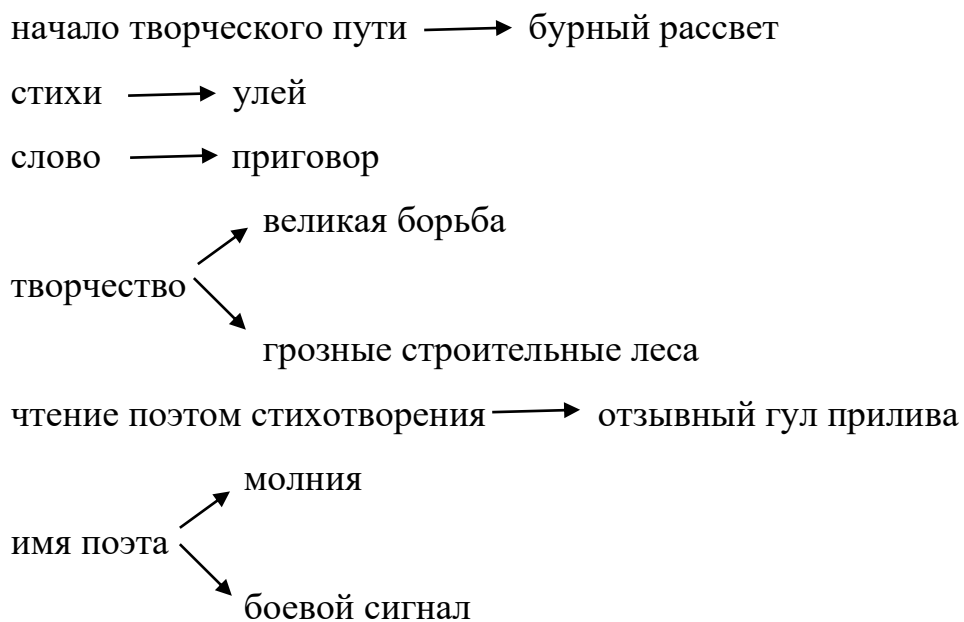 начало творческого пути бурный рассвет
стихи улей
слово приговор
великая борьба
творчество
грозные строительные леса
чтение поэтом стихотворения отзывный гул прилива
молния
имя поэта
боевой сигнал